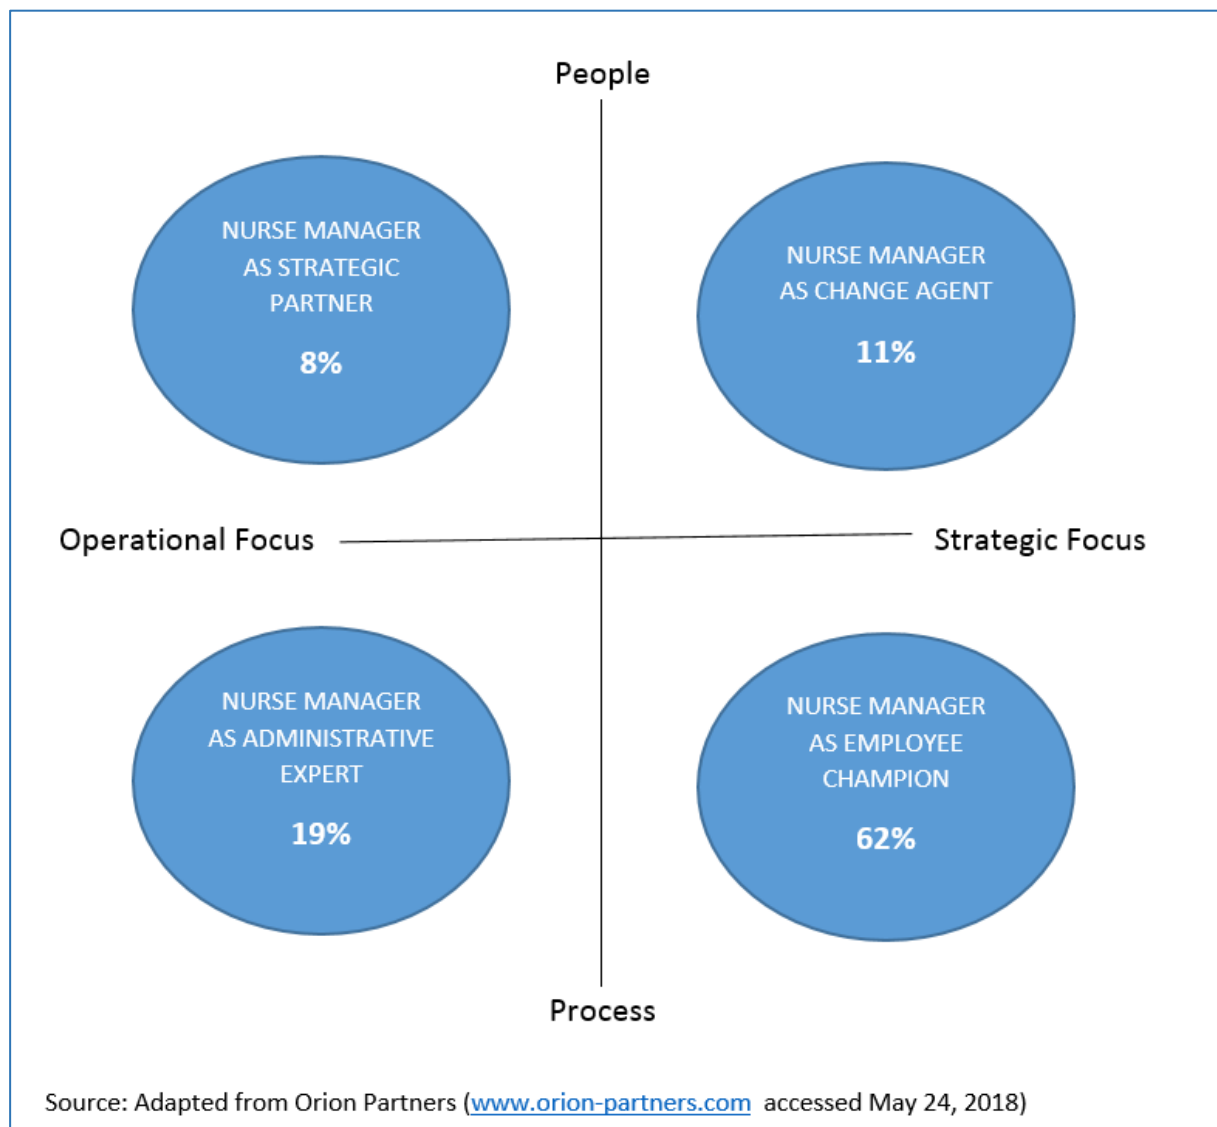 People
NURSE MANAGER
AS STRATEGIC
PARTNER
8%
NURSE MANAGER
AS CHANGE AGENT
11%
Operational Focus
Strategic Focus
NURSE MANAGER
AS ADMINISTRATIVE
EXPERT
19%
NURSE MANAGER
AS EMPLOYEE
CHAMPION
62%
Process
Source: Adapted from Orion Partners (www.orion-partners.com accessed May 24, 2018)